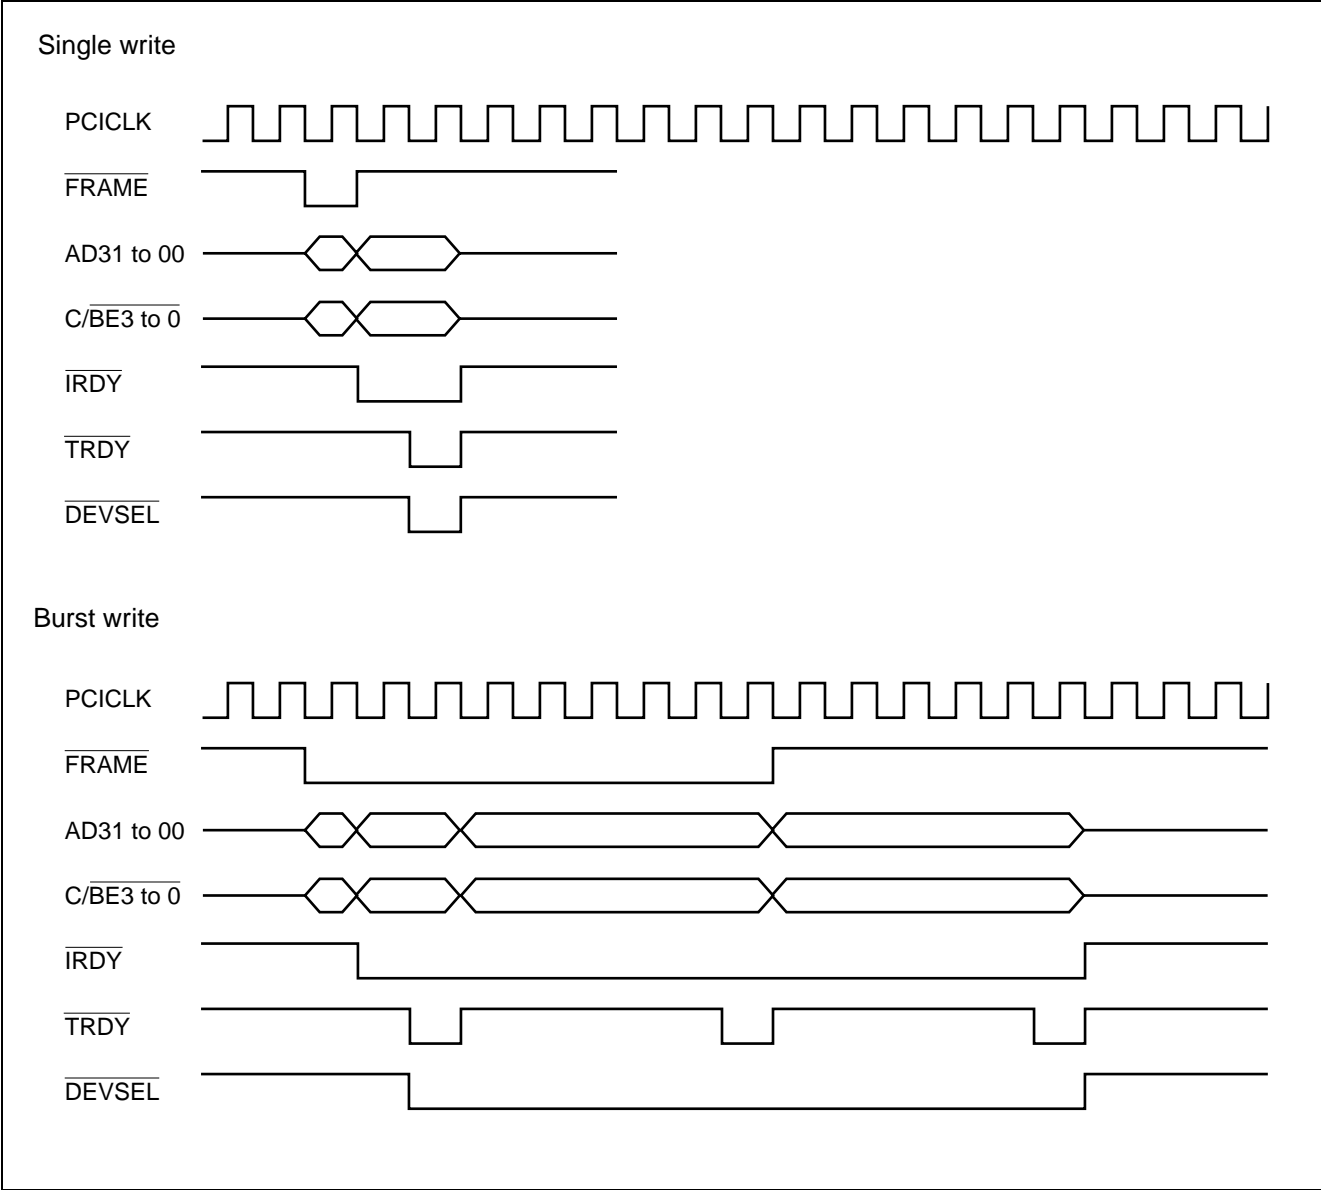 Single write
PCICLK
FRAME
AD31 to 00
C/BE3 to 0
IRDY
TRDY
DEVSEL
Burst write
PCICLK
FRAME
AD31 to 00
C/BE3 to 0
IRDY
TRDY
DEVSEL